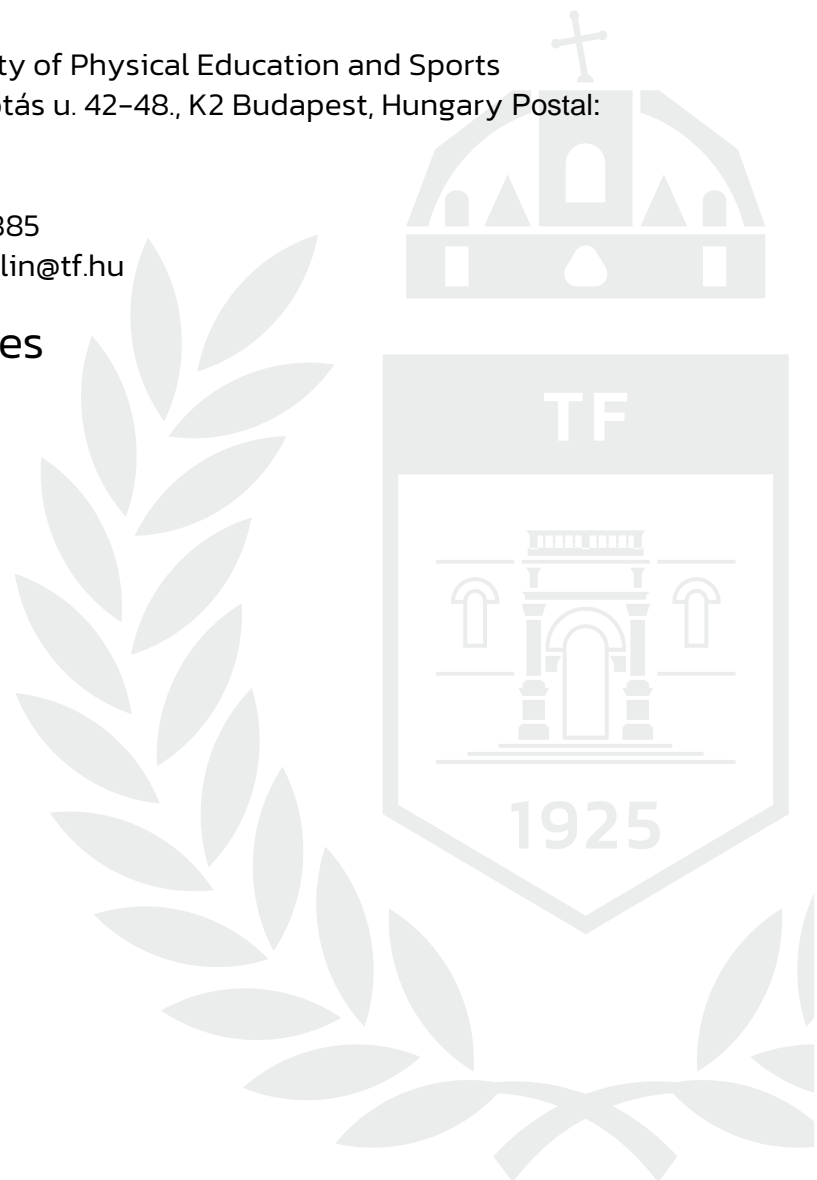 ty of Physical Education and Sports
tás u. 42-48., K2 Budapest, Hungary Postal:
385
lin@tf.hu
es
TF
1925